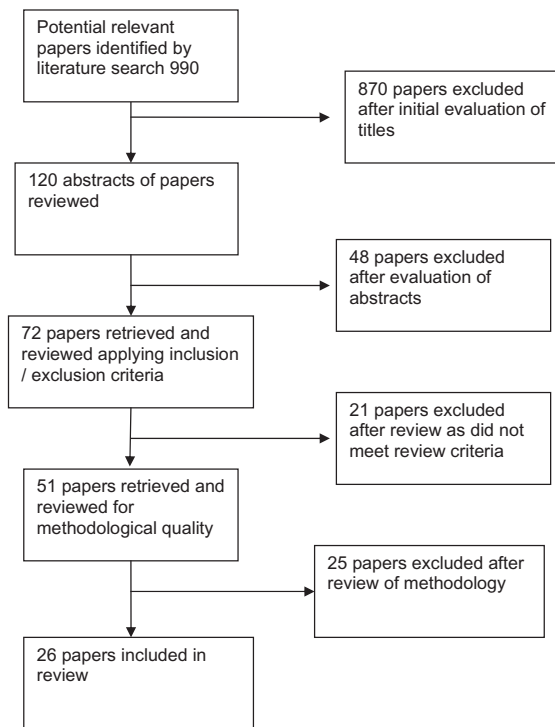 Potential relevant
papers identified by
literature search 990
870 papers excluded
after initial evaluation of
titles
120 abstracts of papers
reviewed
48 papers excluded
after evaluation of
abstracts
72 papers retrieved and
reviewed applying inclusion
/ exclusion criteria
21 papers excluded
after review as did not
meet review criteria
51 papers retrieved and
reviewed for
methodological quality
25 papers excluded after
review of methodology
26 papers included in
review